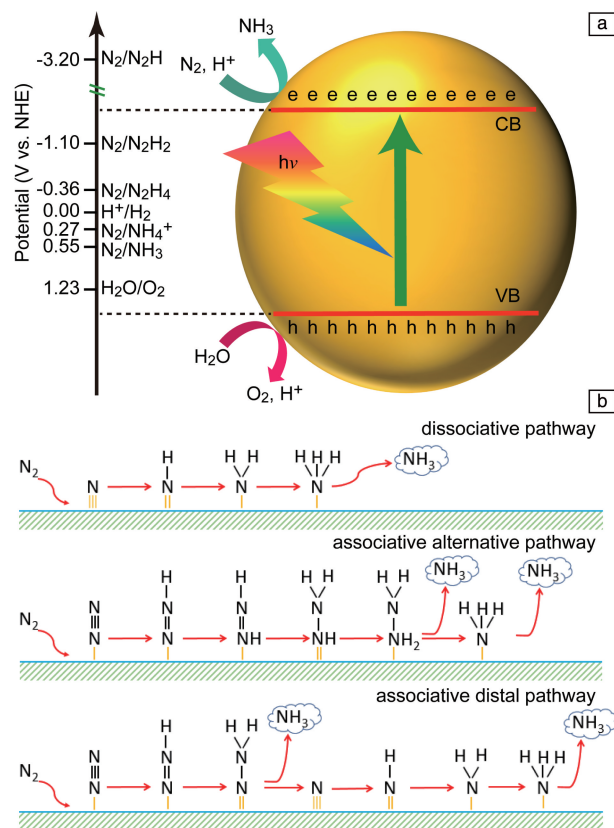 a
Potential (V vs. NHE)
-3.20 N₂/N₂H
-1.10 N₂/N₂H₂
-0.36 N₂/N₂H₄
0.00 H⁺/H₂
0.27 N₂/NH₄⁺
0.55 N₂/NH₃
1.23 H₂O/O₂
NH₃
N₂, H⁺
e e e e e e e e e e e e
CB
hν
VB
h h h h h h h h h h h h
H₂O
O₂, H⁺
b
dissociative pathway
N₂
N
H
N
H H
N
H H H
N
NH₃
associative alternative pathway
N₂
N
N
H
N
N
H
N
NH
H H
N
NH
H H
N
NH₂
NH₃
H H H
N
NH₃
associative distal pathway
N₂
N
N
H
N
N
H H
N
N
NH₃
N
H
N
H H
N
H H H
N
NH₃